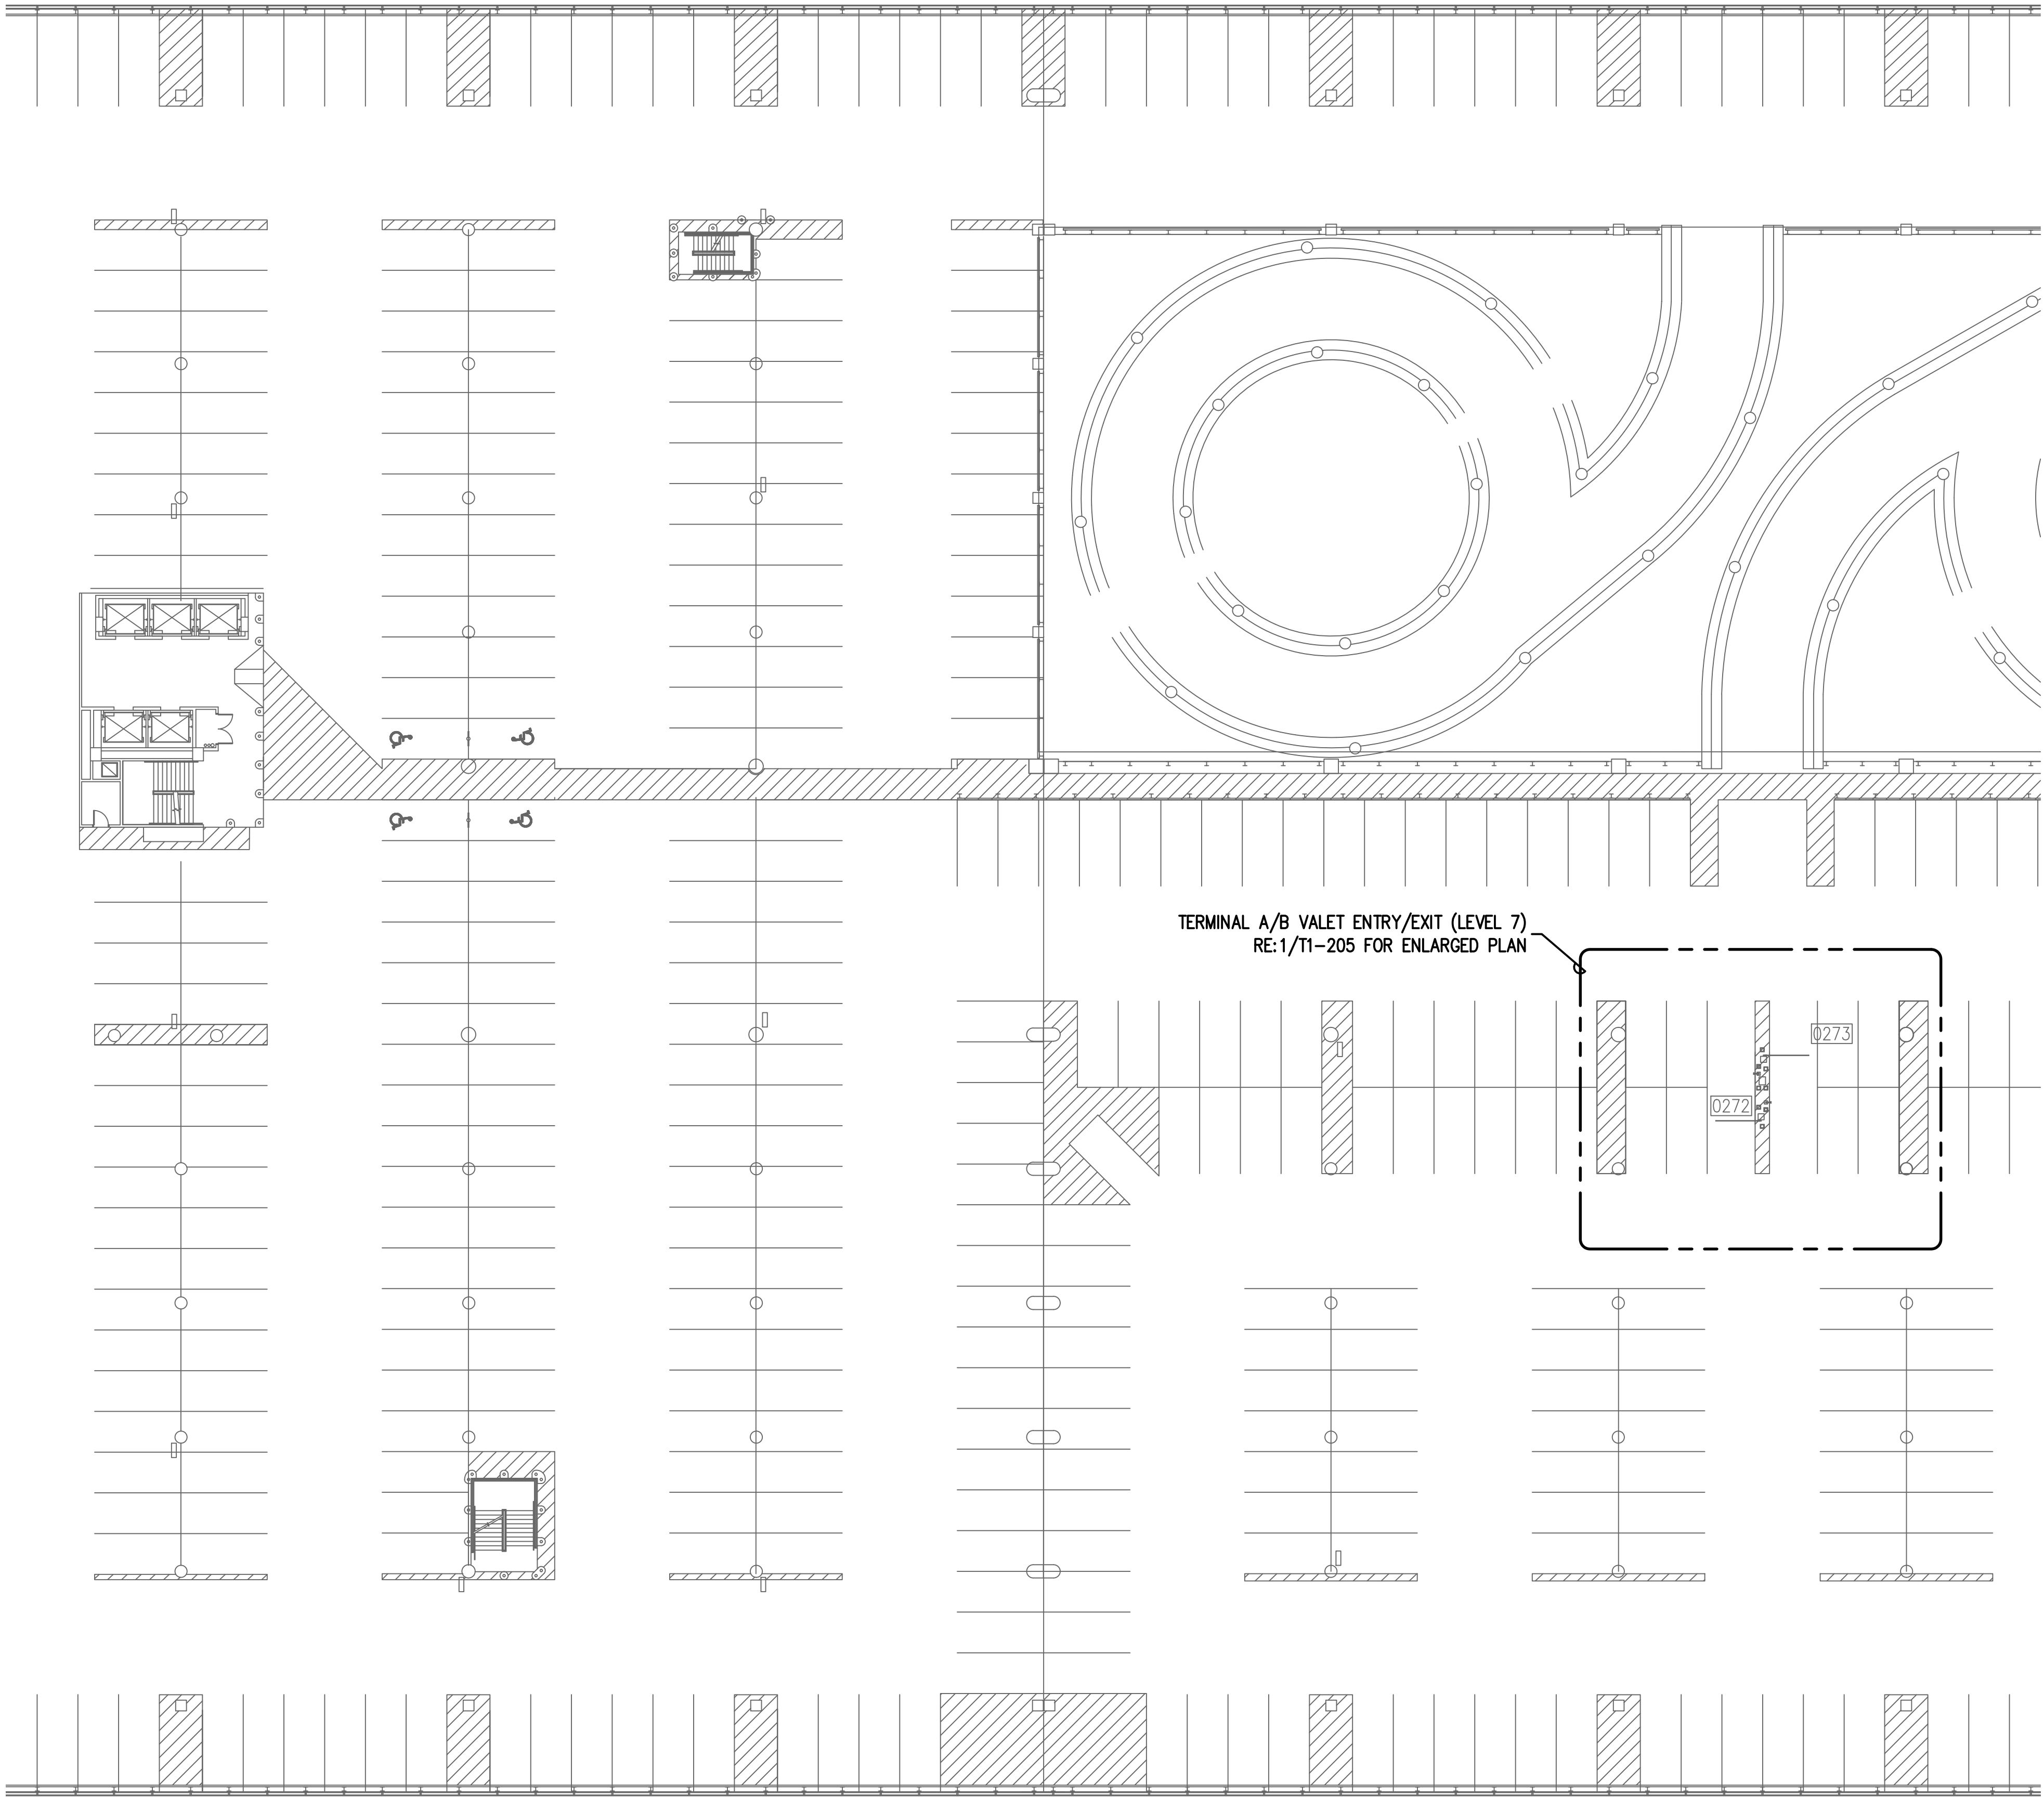 TERMINAL A/B VALET ENTRY/EXIT (LEVEL 7)
RE:1/T1-205 FOR ENLARGED PLAN
0273
0272